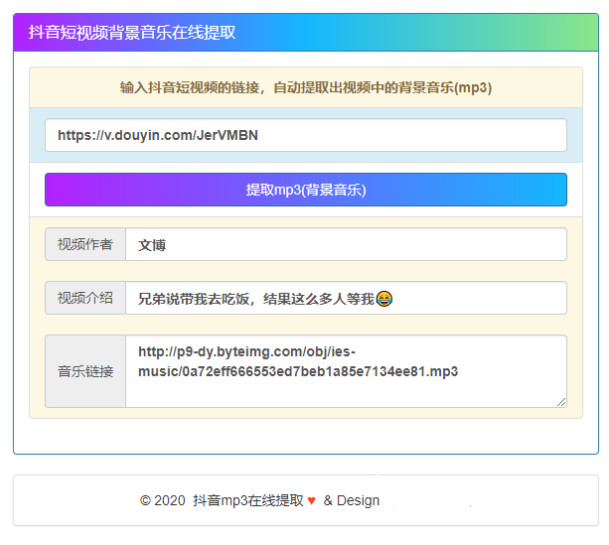 抖音短视频背景音乐在线提取
输入抖音短视频的链接，自动提取出视频中的背景音乐(mp3)
https://v.douyin.com/JerVMBN
提取mp3(背景音乐)
视频作者 文博
视频介绍 兄弟说带我去吃饭，结果这么多人等我😂
音乐链接 http://p9-dy.byteimg.com/obj/ies-
music/0a72eff666553ed7beb1a85e7134ee81.mp3
© 2020 抖音mp3在线提取 ♥ & Design